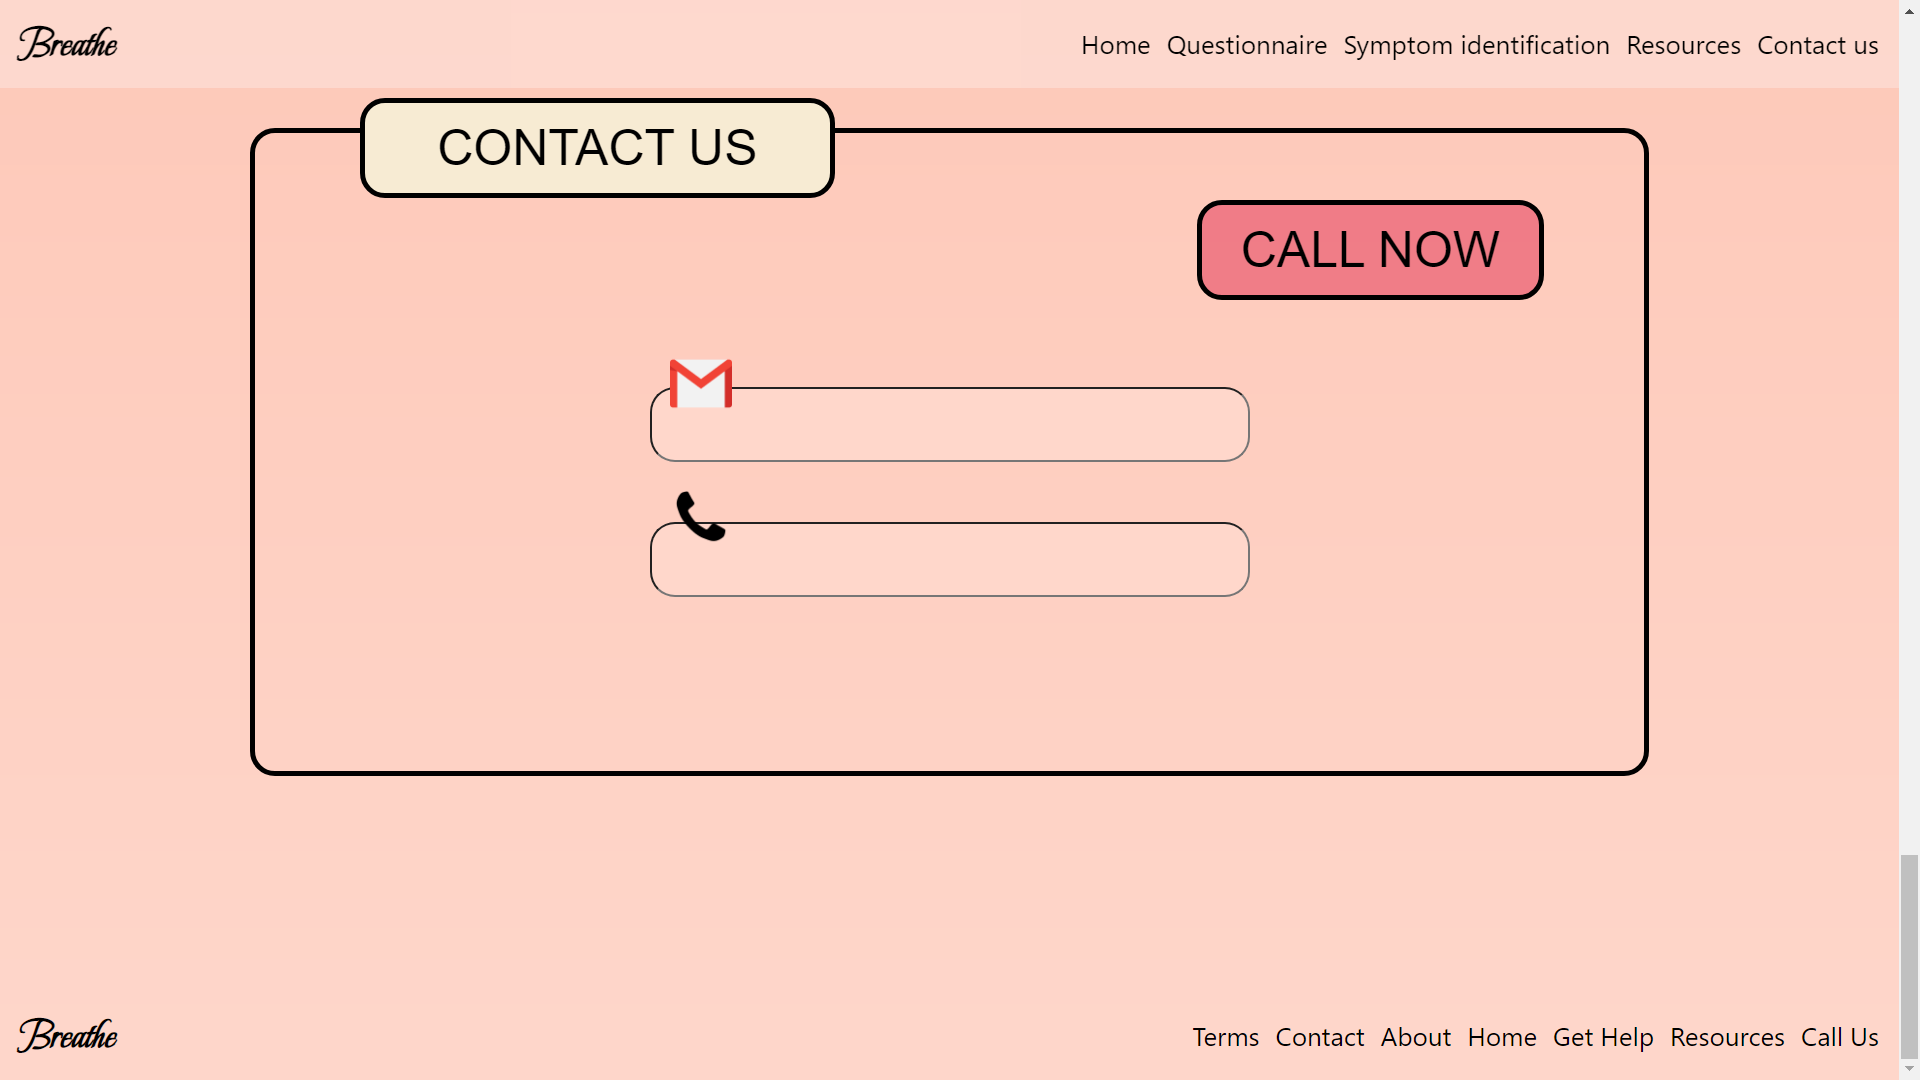 Breathe
Home Questionnaire Symptom identification Resources Contact us
CONTACT US
CALL NOW
Breathe
Terms Contact About Home Get Help Resources Call Us